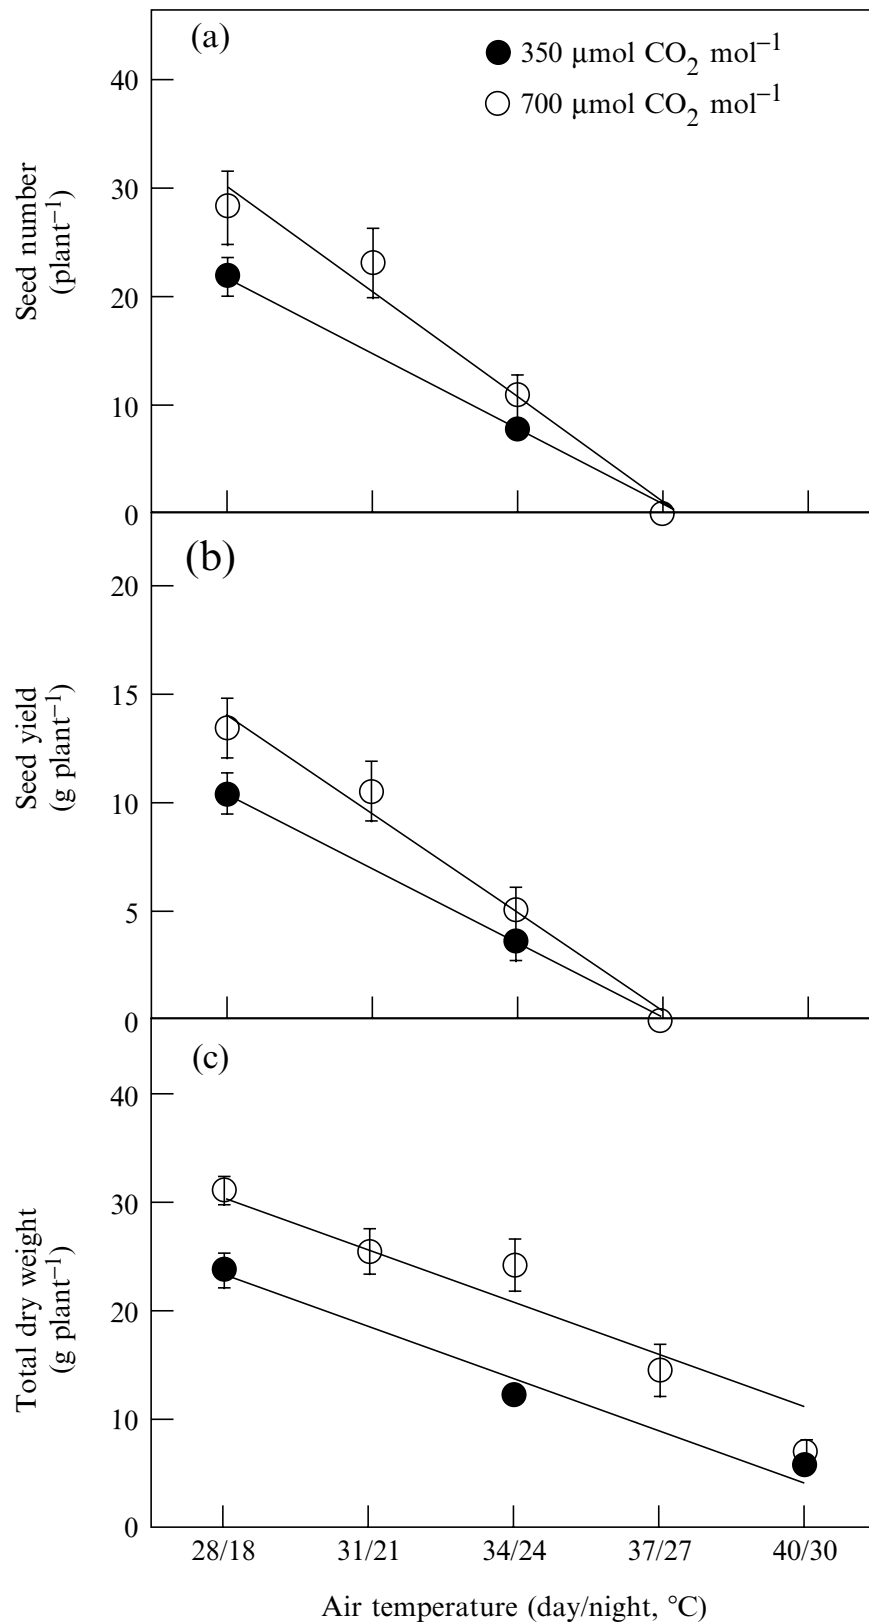 (a)
350 μmol CO₂ mol⁻¹
700 μmol CO₂ mol⁻¹
40
30
20
10
0
Seed number
(plant⁻¹)
(b)
20
15
10
5
0
Seed yield
(g plant⁻¹)
(c)
40
30
20
10
0
Total dry weight
(g plant⁻¹)
28/18 31/21 34/24 37/27 40/30
Air temperature (day/night, °C)